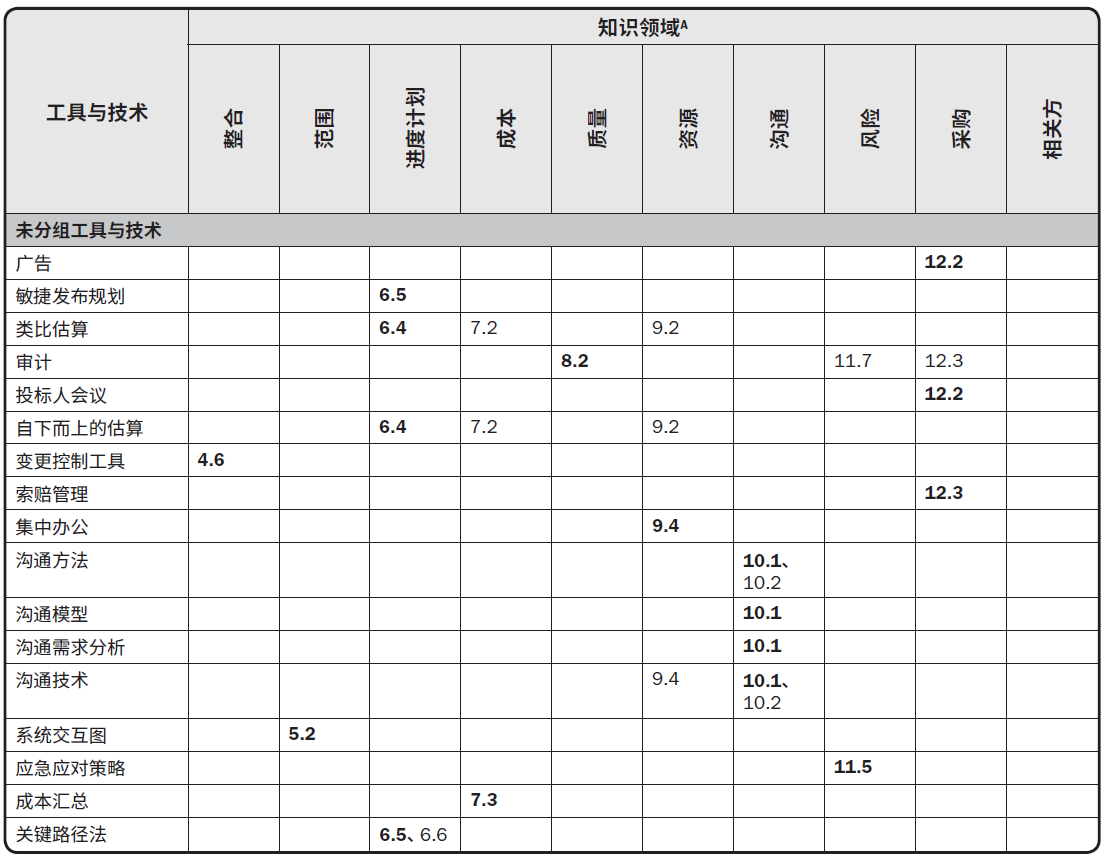 工具与技术
知识领域A
整合 范围 进度计划 成本 质量 资源 沟通 风险 采购 相关方
未分组工具与技术
广告 12.2
敏捷发布规划 6.5
类比估算 6.4 7.2 9.2
审计 8.2 11.7 12.3
投标人会议 12.2
自下而上的估算 6.4 7.2 9.2
变更控制工具 4.6
索赔管理 12.3
集中办公 9.4
沟通方法 10.1、
10.2
沟通模型 10.1
沟通需求分析 10.1
沟通技术 9.4 10.1、
10.2
系统交互图 5.2
应急应对策略 11.5
成本汇总 7.3
关键路径法 6.5、6.6